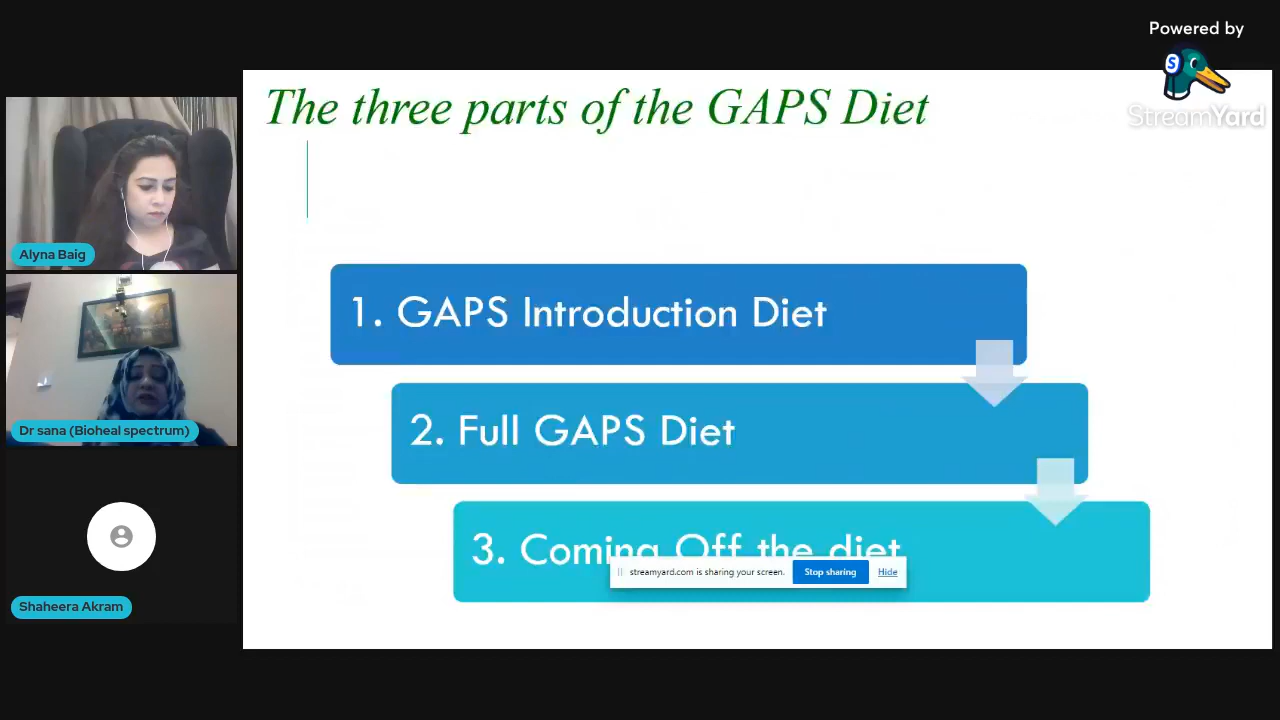 Powered by
StreamYard
The three parts of the GAPS Diet
Alyna Baig
1. GAPS Introduction Diet
2. Full GAPS Diet
Dr sana (Bioheal spectrum)
3. Coming Off the diet
streamyard.com is sharing your screen. Stop sharing Hide
Shaheera Akram